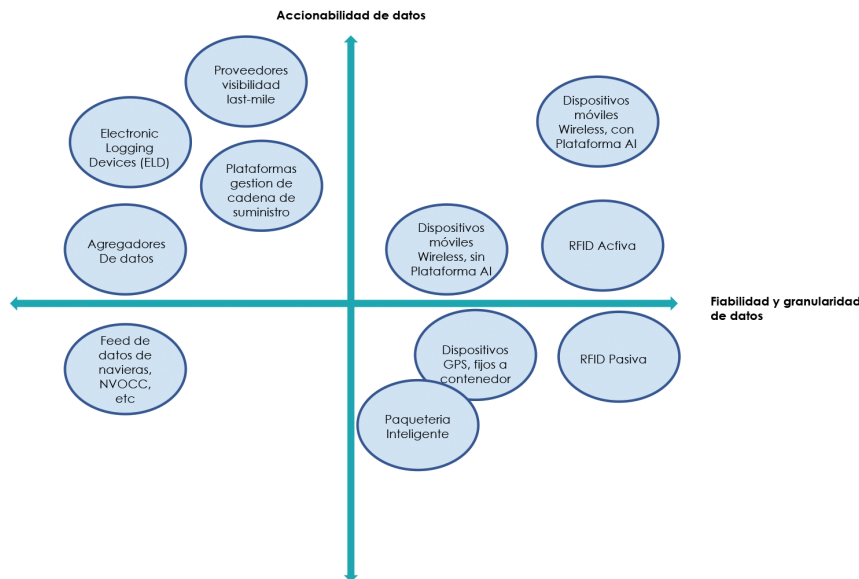 Accionabilidad de datos
Proveedores
visibilidad
last-mile
Electronic
Logging
Devices (ELD)
Plataformas
gestion de
cadena de
suministro
Agregadores
De datos
Dispositivos
móviles
Wireless, con
Plataforma AI
Dispositivos
móviles
Wireless, sin
Plataforma AI
RFID Activa
Fiabilidad y granularidad
de datos
Feed de
datos de
navieras,
NVOCC,
etc
Dispositivos
GPS, fijos a
contenedor
RFID Pasiva
Paqueteria
Inteligente